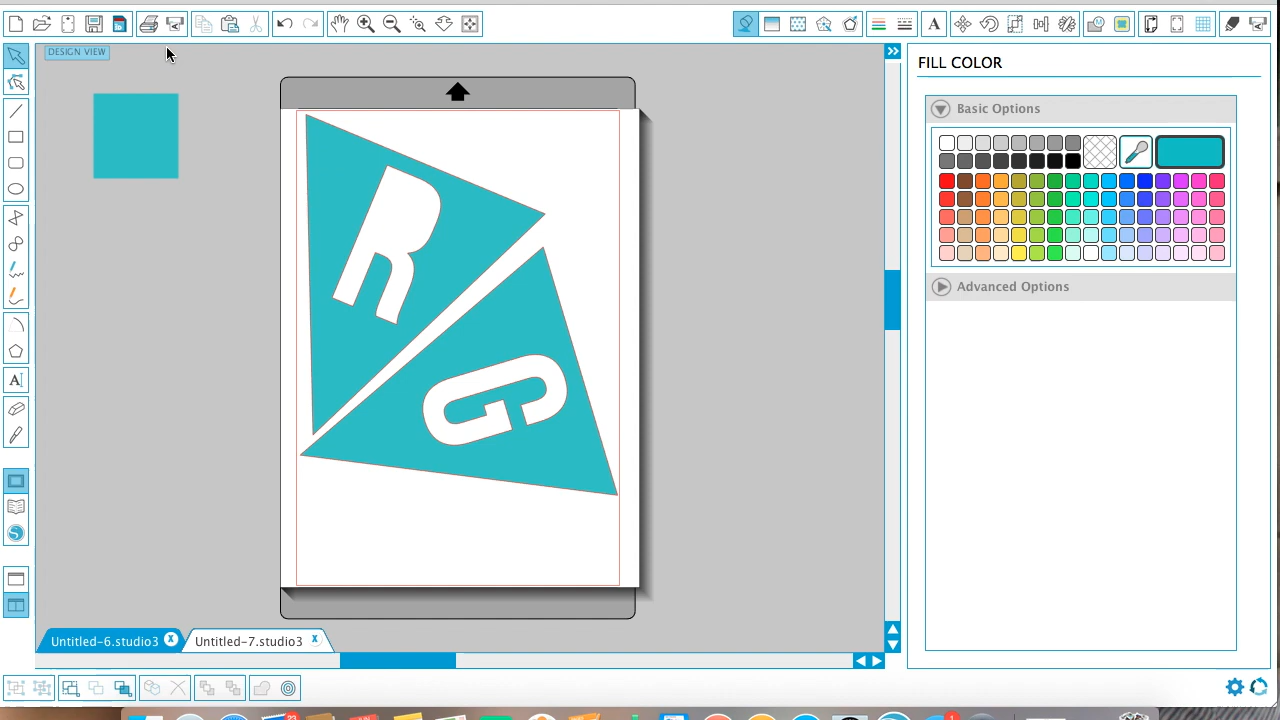 DESIGN VIEW
FILL COLOR
Basic Options
Advanced Options
R
G
Untitled-6.studio3 x
Untitled-7.studio3 x